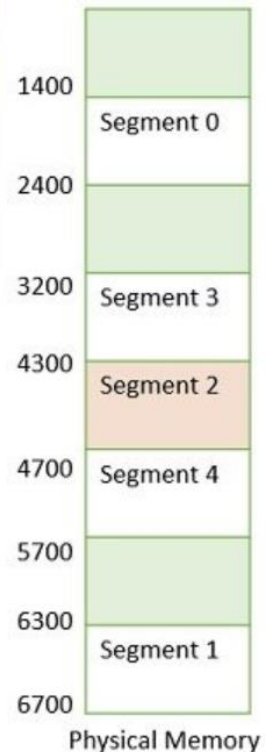 1400
Segment 0
2400
3200
Segment 3
4300
Segment 2
4700
Segment 4
5700
6300
Segment 1
6700
Physical Memory